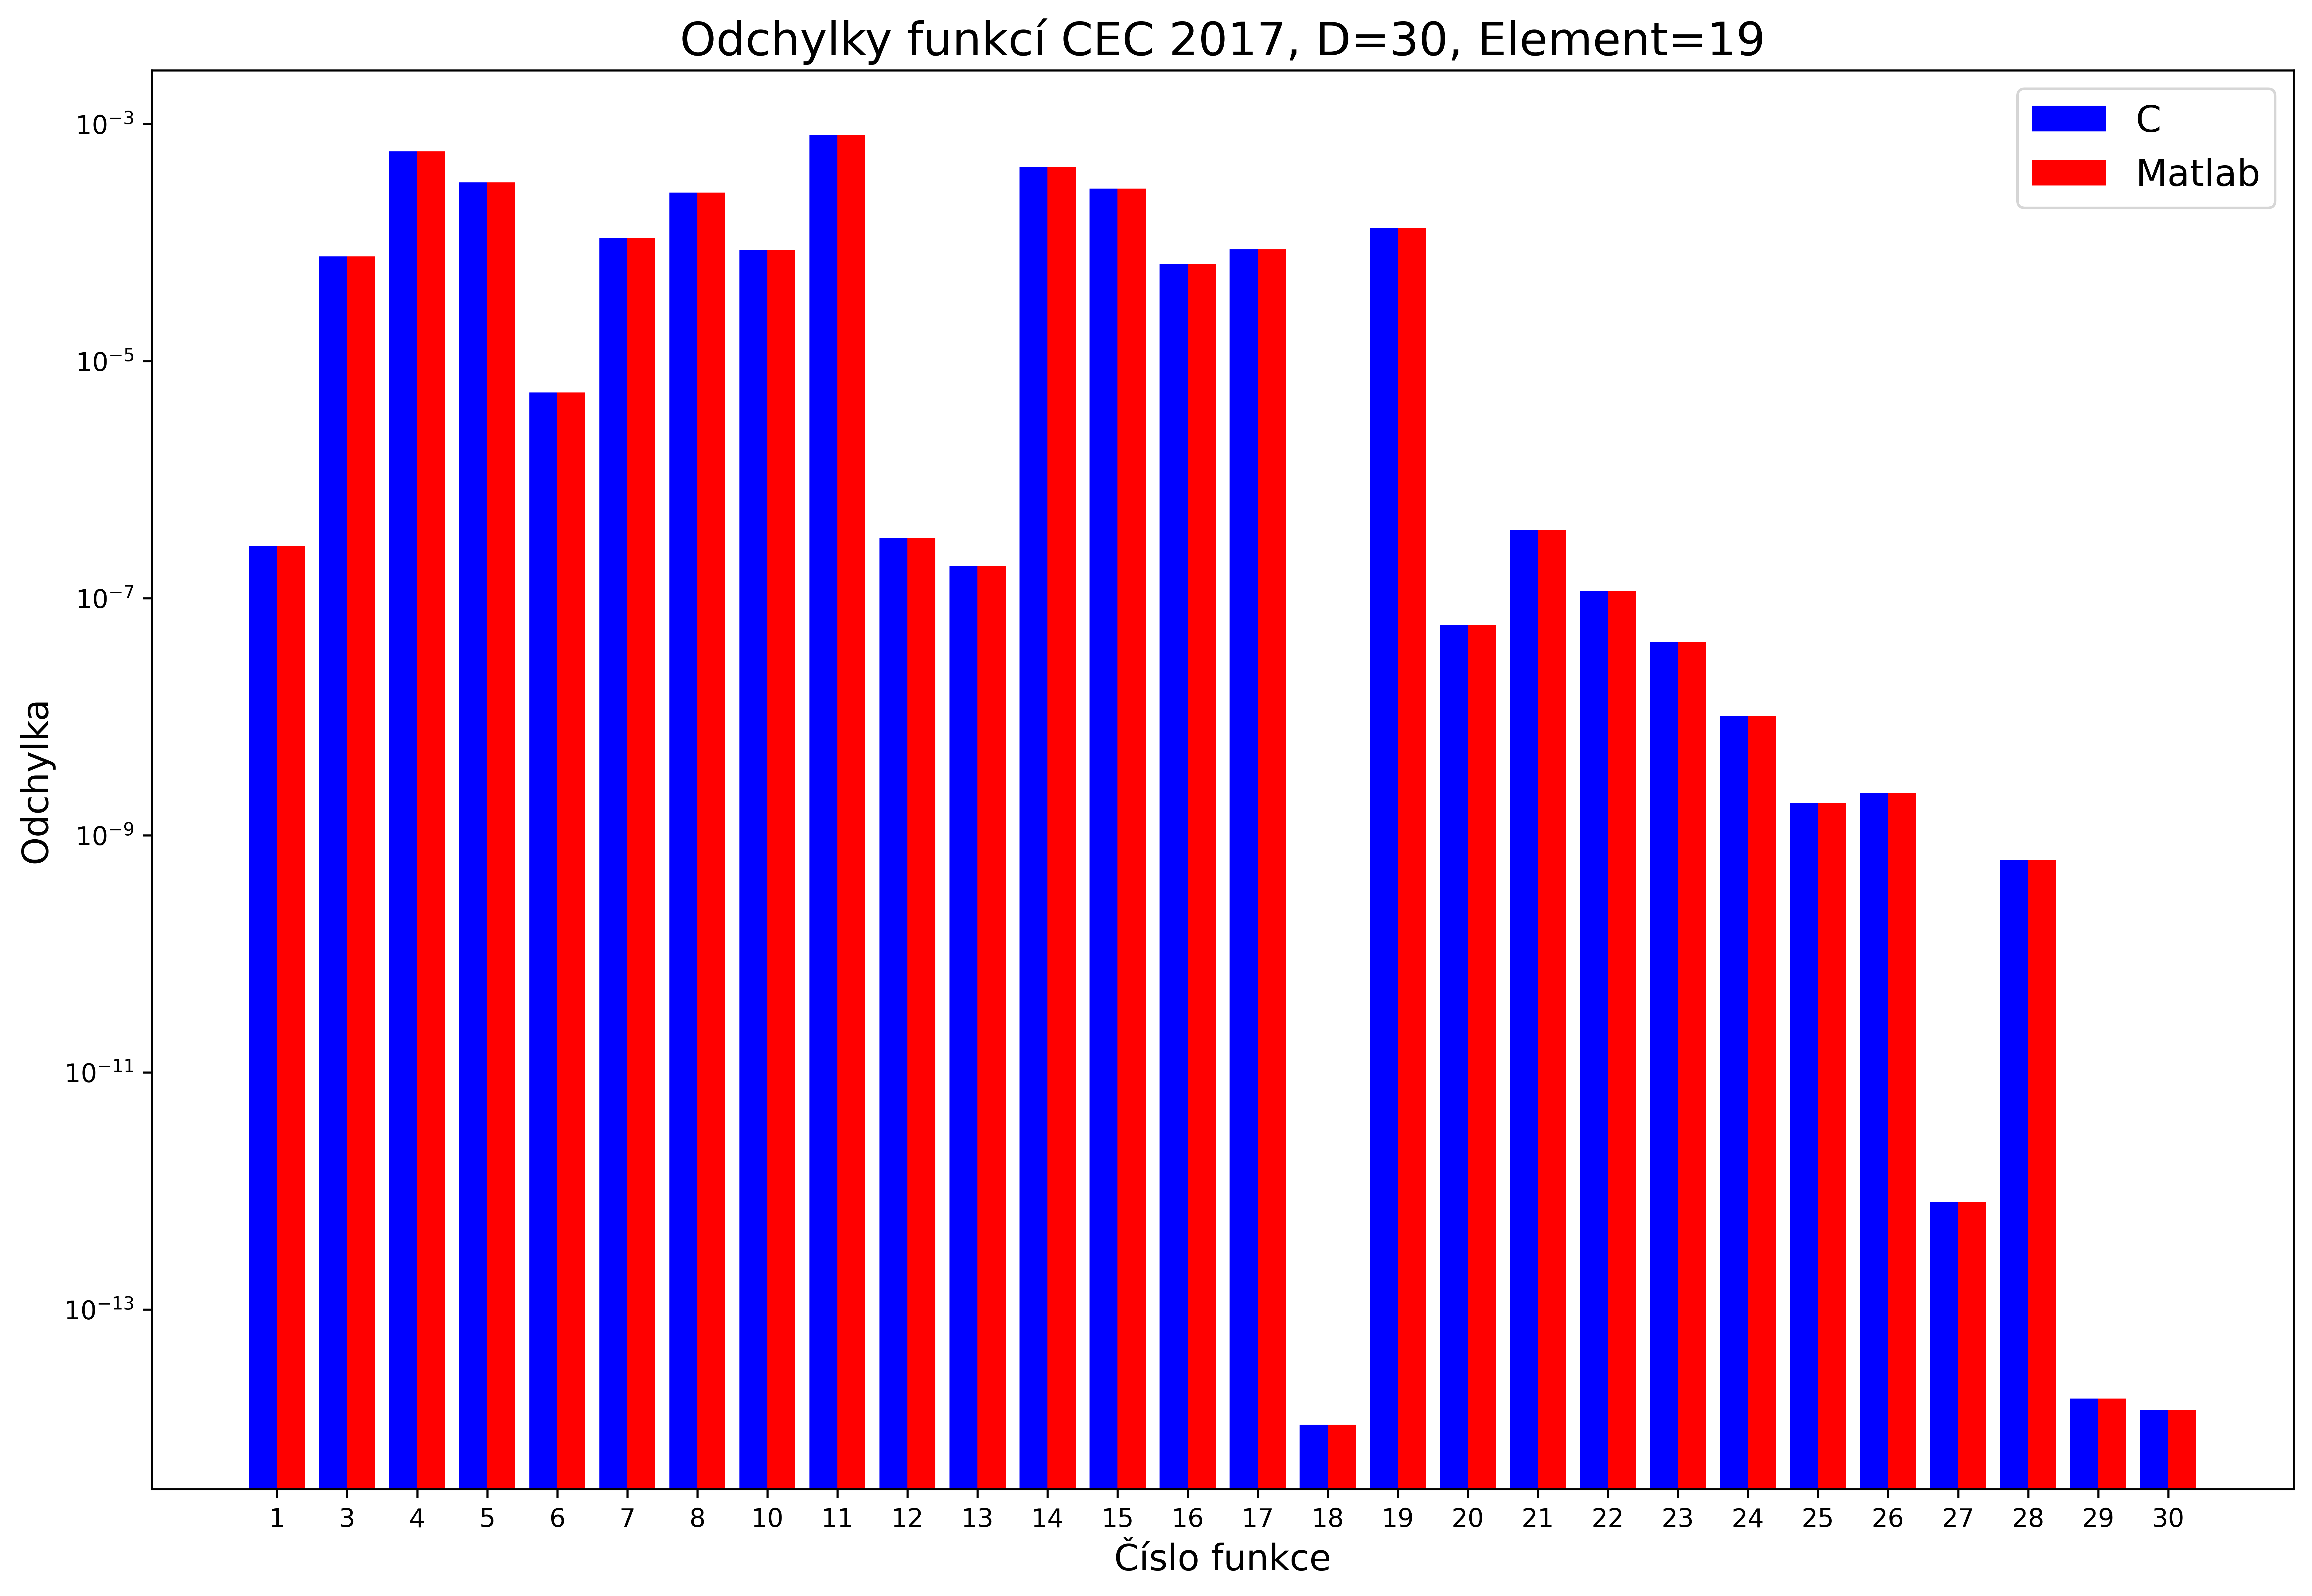 Odchylky funkcí CEC 2017, D=30, Element=19
C
Matlab
10⁻³
10⁻⁵
10⁻⁷
10⁻⁹
10⁻¹¹
10⁻¹³
Odchylka
1 3 4 5 6 7 8 10 11 12 13 14 15 16 17 18 19 20 21 22 23 24 25 26 27 28 29 30
Číslo funkce